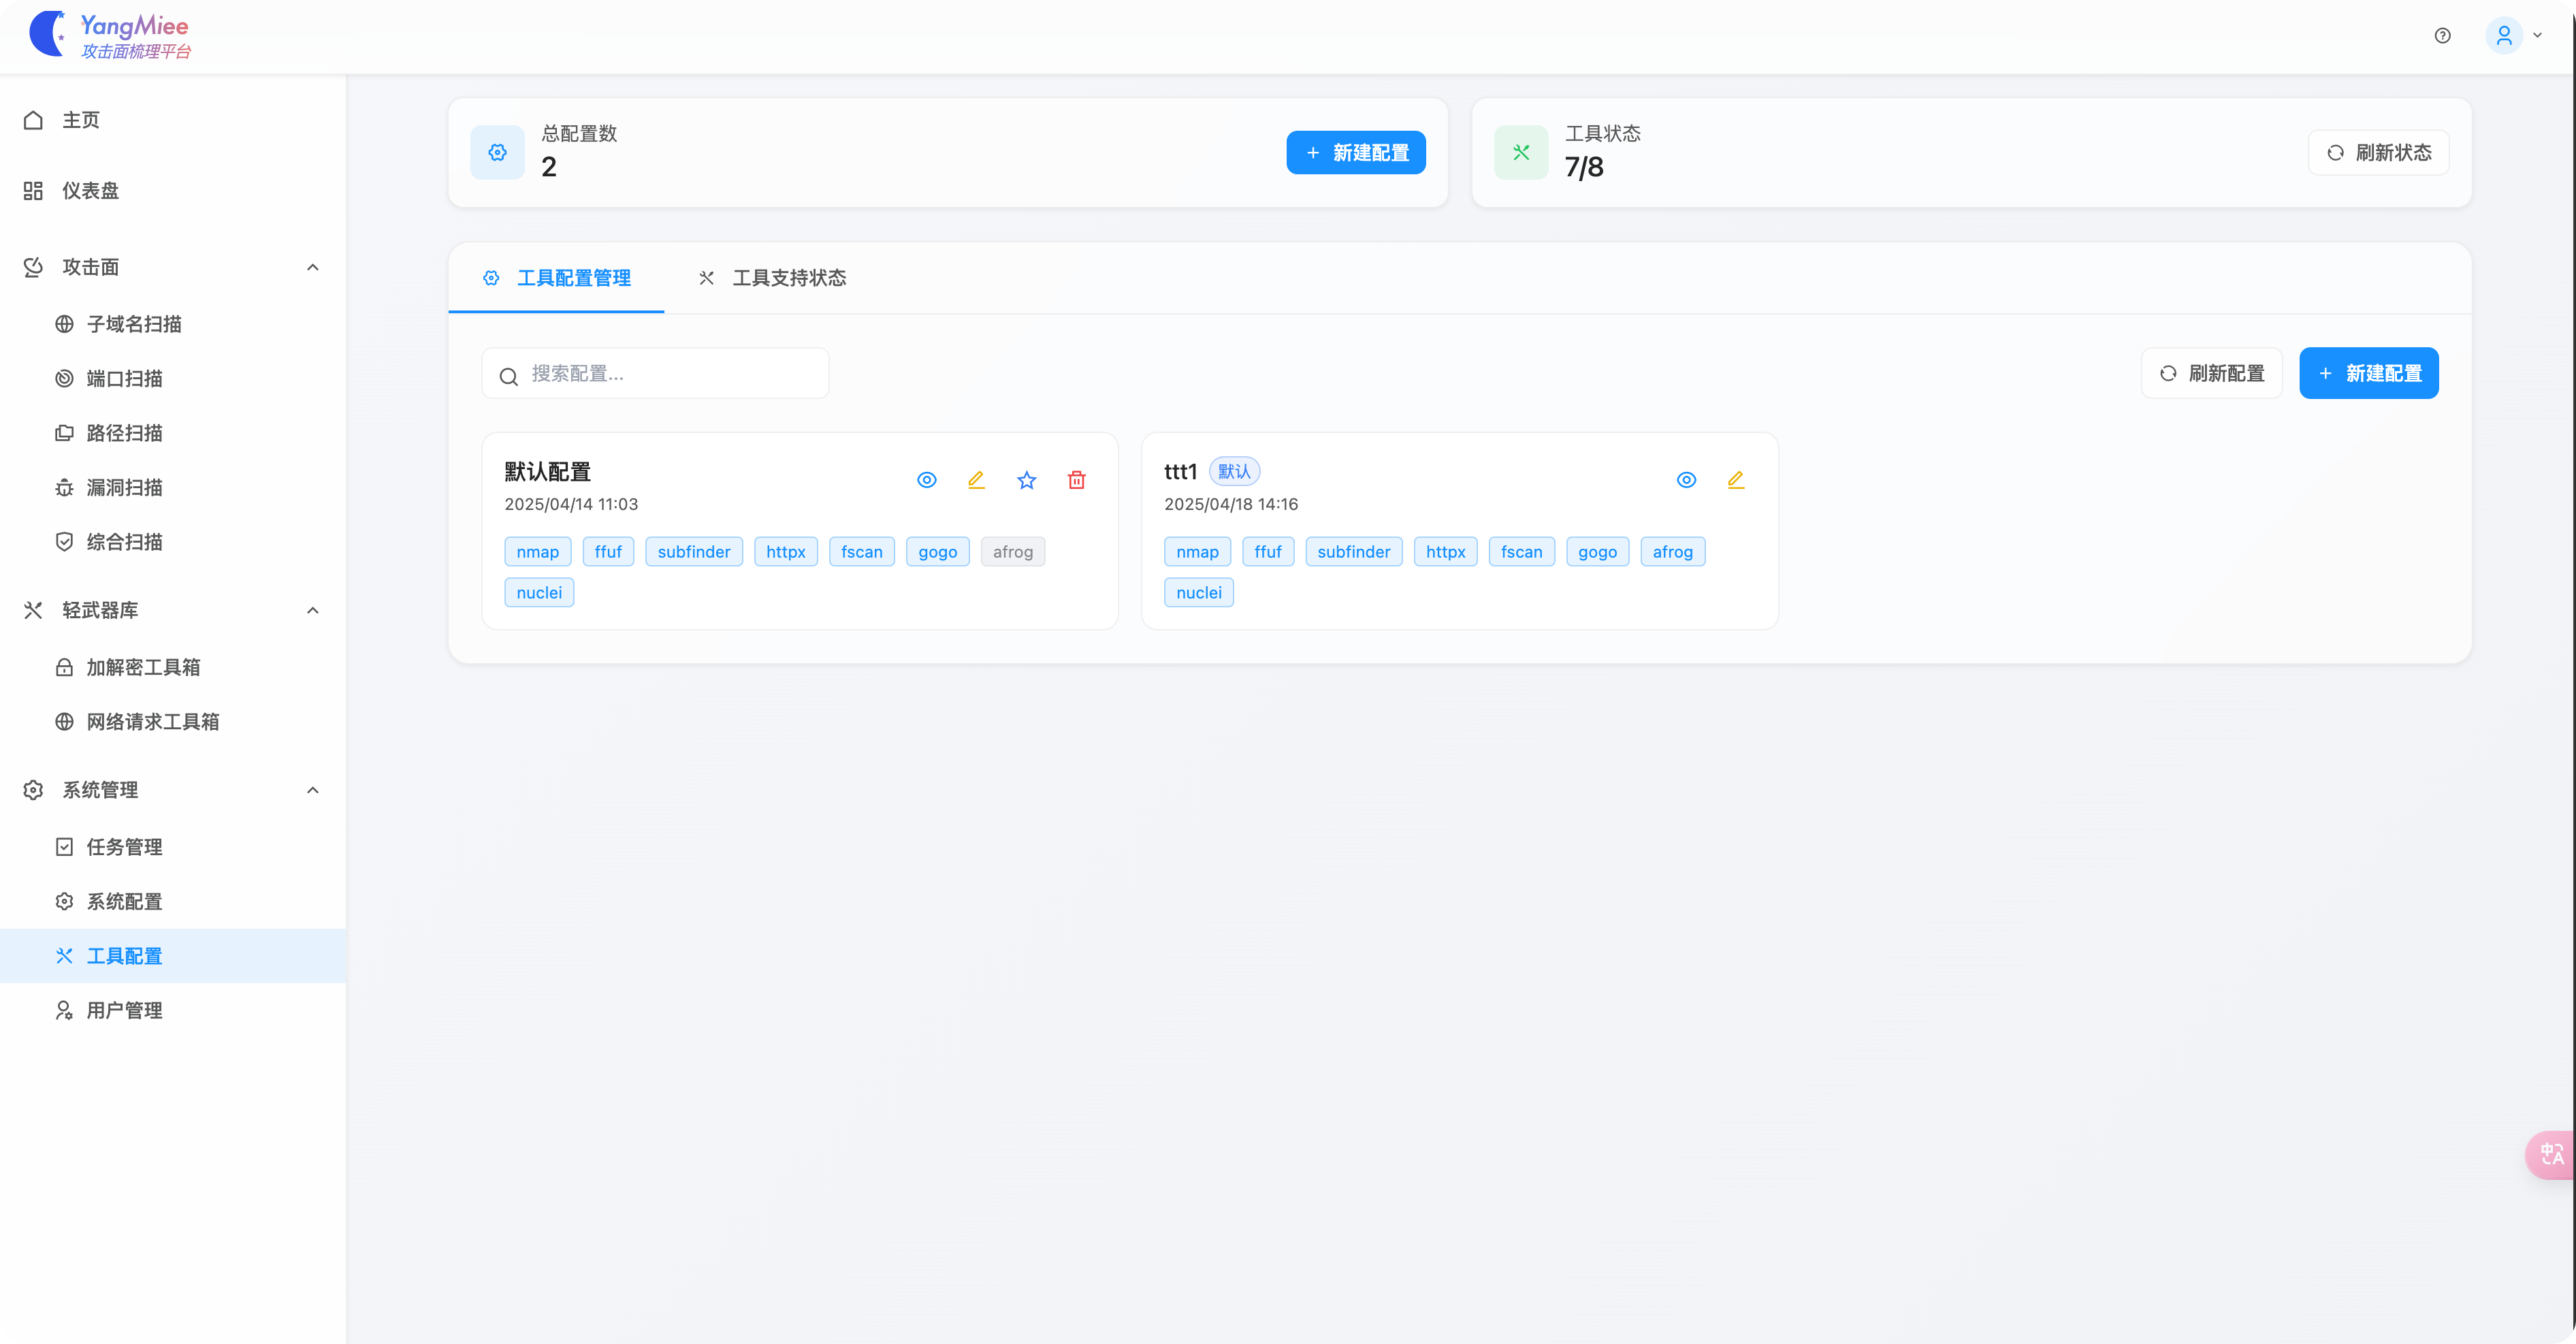 YangMiee
攻击面梳理平台
主页
仪表盘
攻击面
子域名扫描
端口扫描
路径扫描
漏洞扫描
综合扫描
轻武器库
加解密工具箱
网络请求工具箱
系统管理
任务管理
系统配置
工具配置
用户管理
总配置数
2
新建配置
工具状态
7/8
刷新状态
工具配置管理
工具支持状态
搜索配置...
刷新配置
新建配置
默认配置
2025/04/14 11:03
nmap ffuf subfinder httpx fscan gogo afrog
nuclei
ttt1 默认
2025/04/18 14:16
nmap ffuf subfinder httpx fscan gogo afrog
nuclei